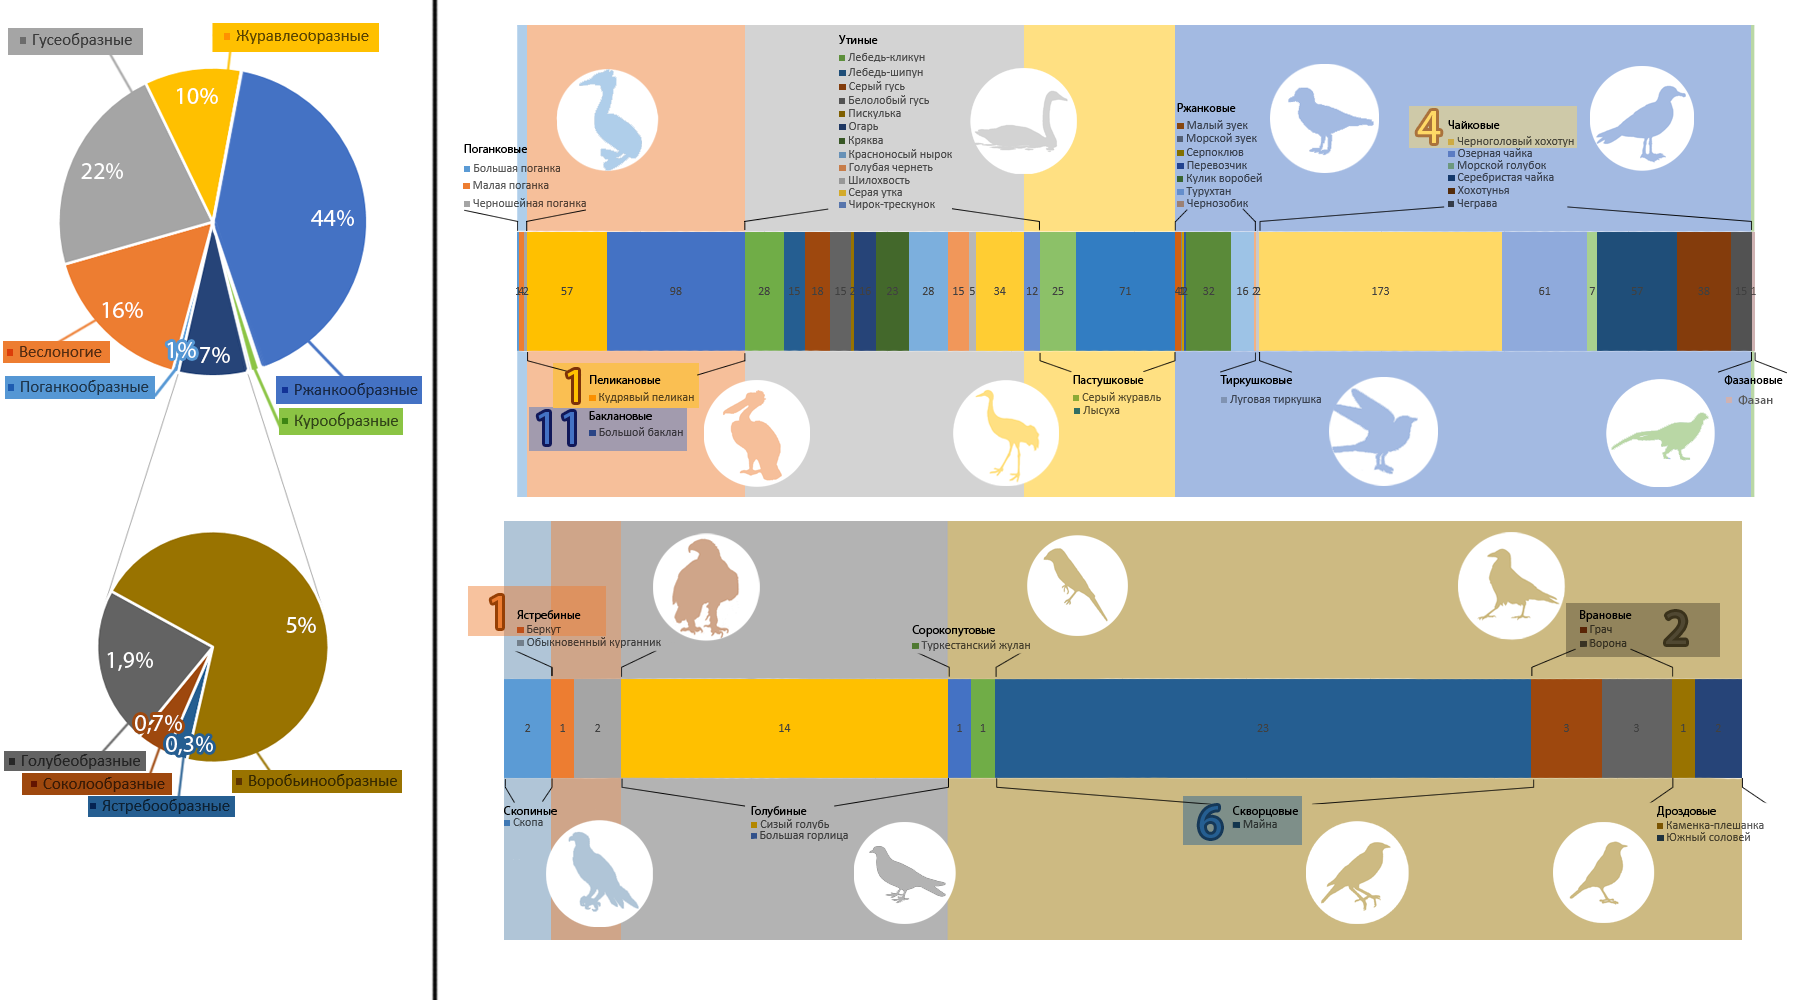 Гусеобразные
Журавлеобразные
10%
22%
44%
16%
1%
7%
Веслоногие
Поганкообразные
Ржанкообразные
Курообразные
5%
1,9%
0,7%
0,3%
Голубеобразные
Соколообразные
Ястребообразные
Воробьинообразные
Поганковые
Большая поганка
Малая поганка
Черношейная поганка
Утиные
Лебедь-кликун
Лебедь-шипун
Серый гусь
Белолобый гусь
Пискулька
Огарь
Кряква
Красноносый нырок
Голубая чернеть
Шилохвость
Серая утка
Чирок-трескунок
Ржанковые
Малый зуек
Морской зуек
Серпоклюв
Перевозчик
Кулик воробей
Турухтан
Чернозобик
4
Чайковые
Черноголовый хохотун
Озерная чайка
Морской голубок
Серебристая чайка
Хохотунья
Чеграва
57 98 28 15 18 15 2 23 28 15 5 34 12 25 71 32 16 2 2 173 61 7 38 15 1
1
Пеликановые
Кудрявый пеликан
11
Баклановые
Большой баклан
Пастушковые
Серый журавль
Лысуха
Тиркушковые
Луговая тиркушка
Фазановые
Фазан
1
Ястребиные
Беркут
Обыкновенный курганник
Сорокопутовые
Туркестанский жулан
Врановые
Грач
Ворона
2
2 1 2 14 1 1 23 3 3 1
Скопиные
Скопа
Голубиные
Сизый голубь
Большая горлица
6
Скворцовые
Майна
Дроздовые
Каменка-плешанка
Южный соловей